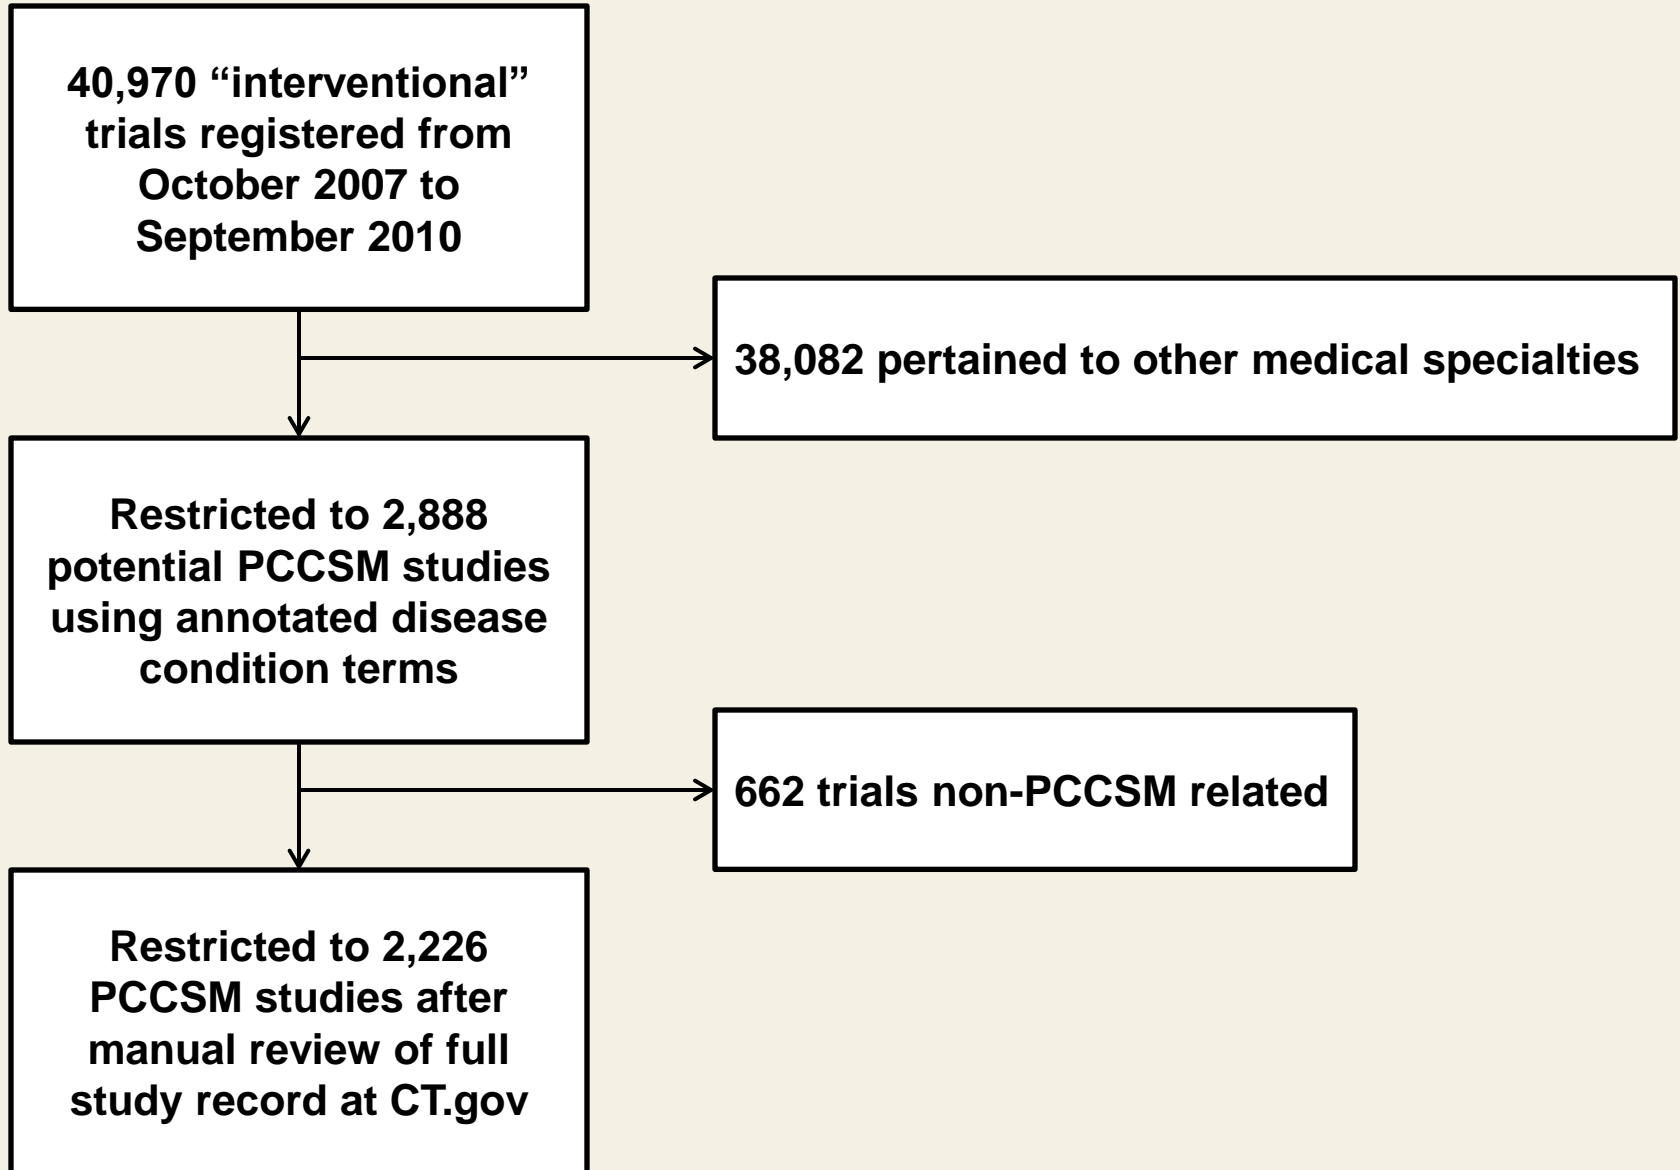 40,970 “interventional”
trials registered from
October 2007 to
September 2010
38,082 pertained to other medical specialties
Restricted to 2,888
potential PCCSM studies
using annotated disease
condition terms
662 trials non-PCCSM related
Restricted to 2,226
PCCSM studies after
manual review of full
study record at CT.gov